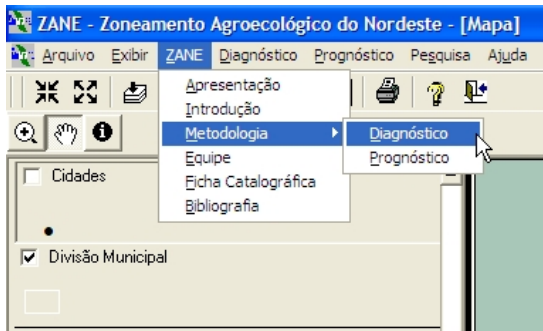 ZANE - Zoneamento Agroecológico do Nordeste - [Mapa]
Arquivo Exibir ZANE Diagnóstico Prognóstico Pesquisa Ajuda
Apresentação
Introdução
Metodologia
Equipe
Ficha Catalográfica
Bibliografia
Diagnóstico
Prognóstico
Cidades
Divisão Municipal